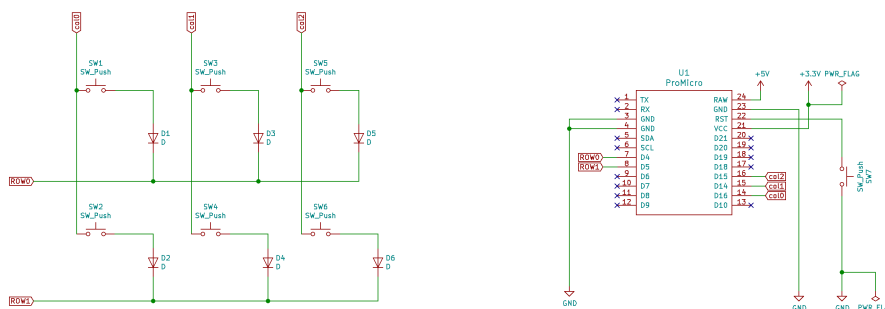 col0
col1
col2
SW1
SW_Push
SW3
SW_Push
SW5
SW_Push
D1
D
D3
D
D5
D
ROW0
SW2
SW_Push
SW4
SW_Push
SW6
SW_Push
D2
D
D4
D
D6
D
ROW1
U1
ProMicro
+5V
+3.3V
PWR_FLAG
1 TX RAW 24
2 RX GND 23
3 GND RST 22
4 GND VCC 21
5 SDA D21 20
6 SCL D20 19
ROW0 7 D4 D19 18
ROW1 8 D5 D18 17
9 D6 D15 16 col2
10 D7 D14 15 col1
11 D8 D16 14 col0
12 D9 D10 13
SW_Push
SW7
GND
GND
GND
PWR_FL